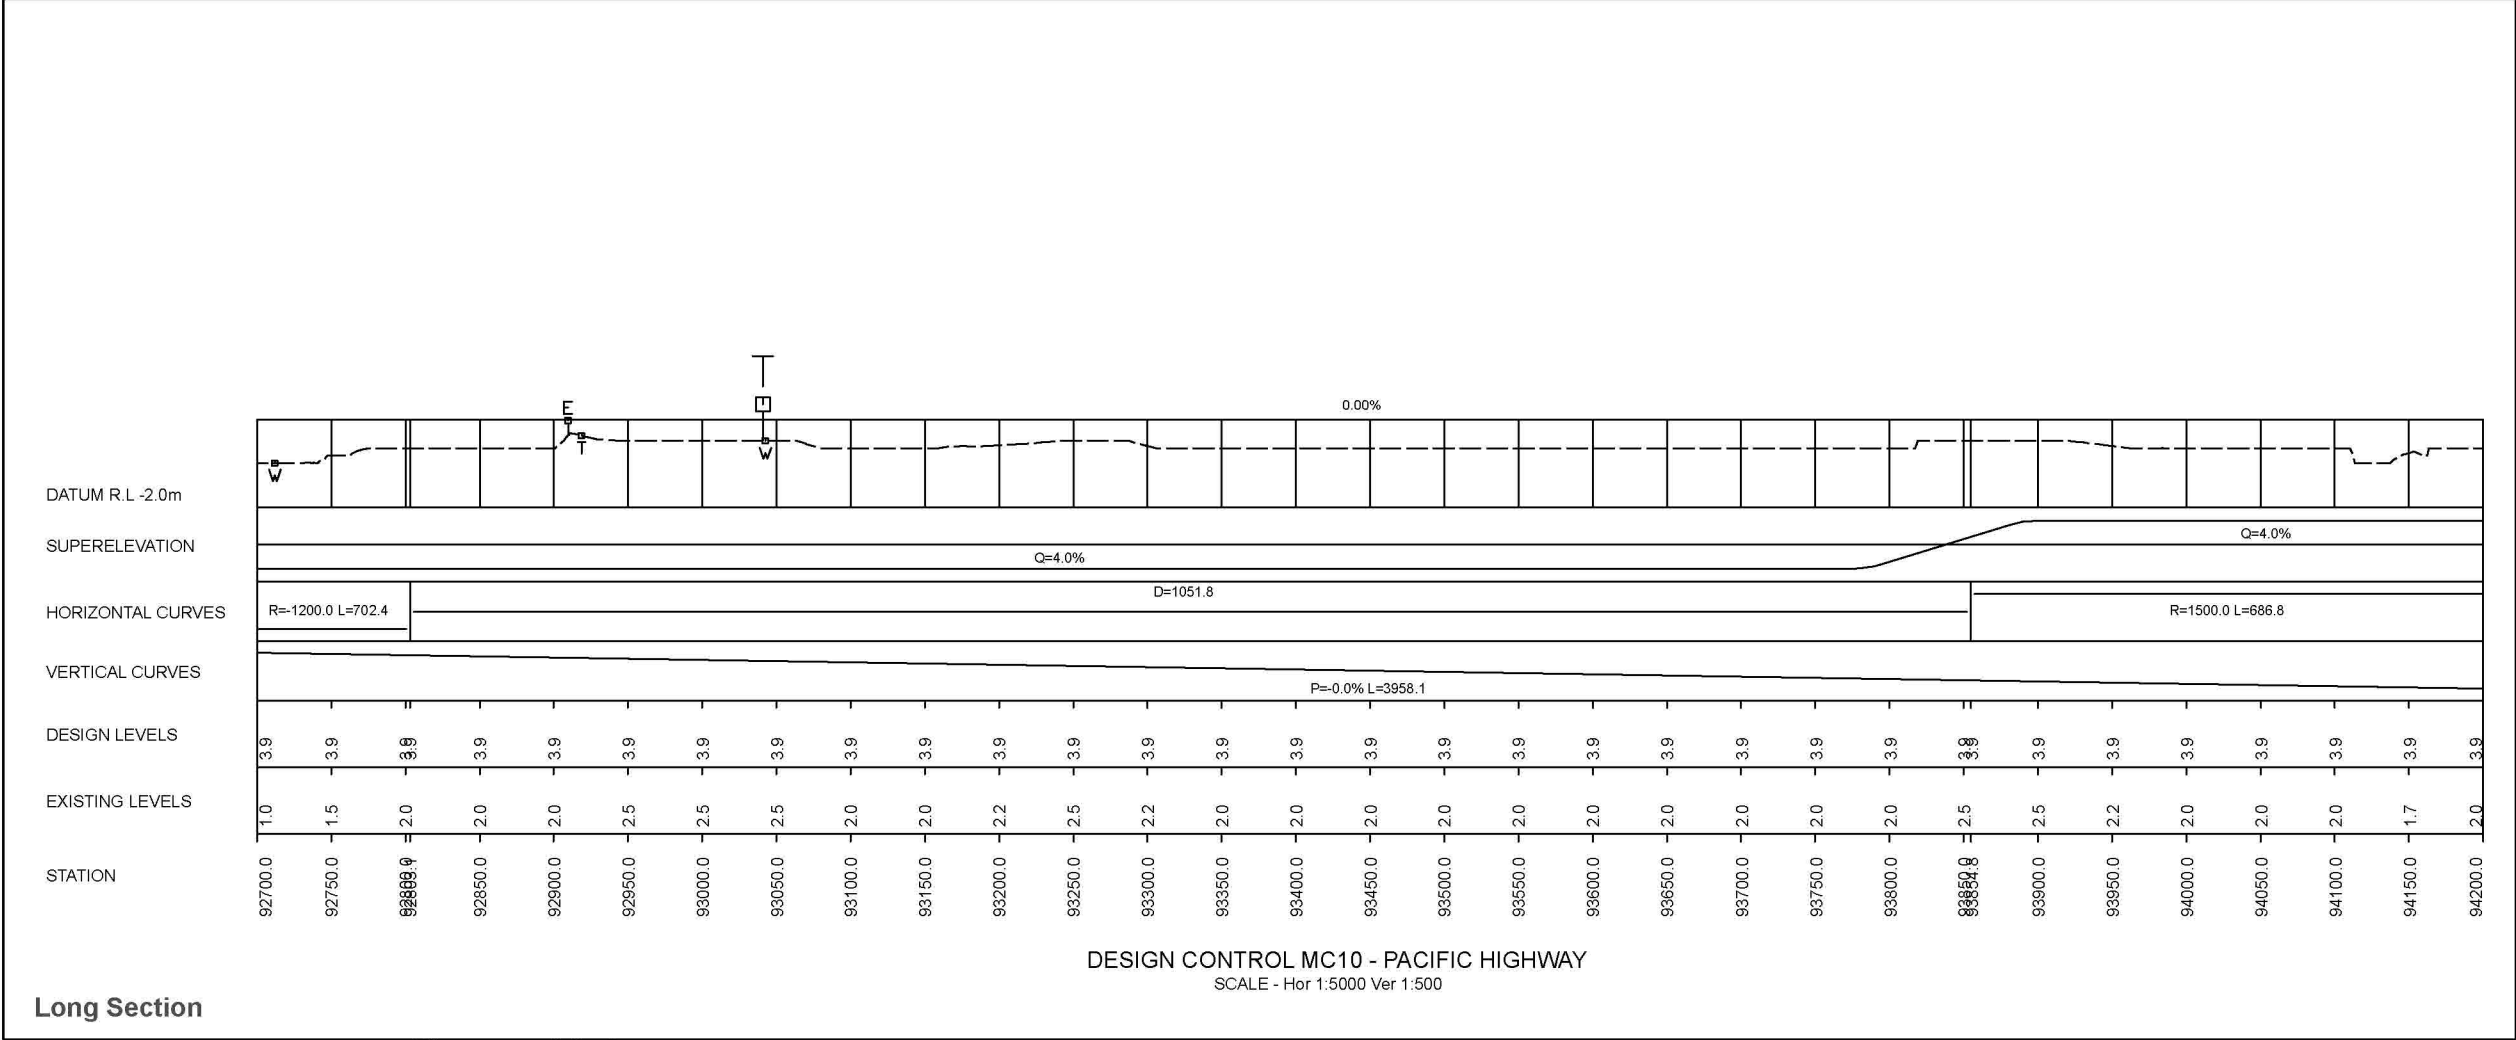 T
E
T
W
W
0.00%
DATUM R.L -2.0m
SUPERELEVATION
Q=4.0%
Q=4.0%
HORIZONTAL CURVES
R=-1200.0 L=702.4
D=1051.8
R=1500.0 L=686.8
VERTICAL CURVES
P=-0.0% L=3958.1
DESIGN LEVELS
3.9 3.9 3.9 3.9 3.9 3.9 3.9 3.9 3.9 3.9 3.9 3.9 3.9 3.9 3.9 3.9 3.9 3.9 3.9 3.9 3.9 3.9 3.9 3.9 3.9 3.9 3.9 3.9 3.9 3.9 3.9 3.9 3.9
EXISTING LEVELS
1.0 1.5 2.0 2.0 2.0 2.5 2.5 2.5 2.0 2.0 2.2 2.5 2.2 2.0 2.0 2.0 2.0 2.0 2.0 2.0 2.0 2.0 2.0 2.5 2.5 2.2 2.0 2.0 2.0 1.7 2.0
STATION
92700.0 92750.0 92800.0 92850.0 92900.0 92950.0 93000.0 93050.0 93100.0 93150.0 93200.0 93250.0 93300.0 93350.0 93400.0 93450.0 93500.0 93550.0 93600.0 93650.0 93700.0 93750.0 93800.0 93850.0 93854.8 93900.0 93950.0 94000.0 94050.0 94100.0 94150.0 94200.0
DESIGN CONTROL MC10 - PACIFIC HIGHWAY
SCALE - Hor 1:5000 Ver 1:500
Long Section